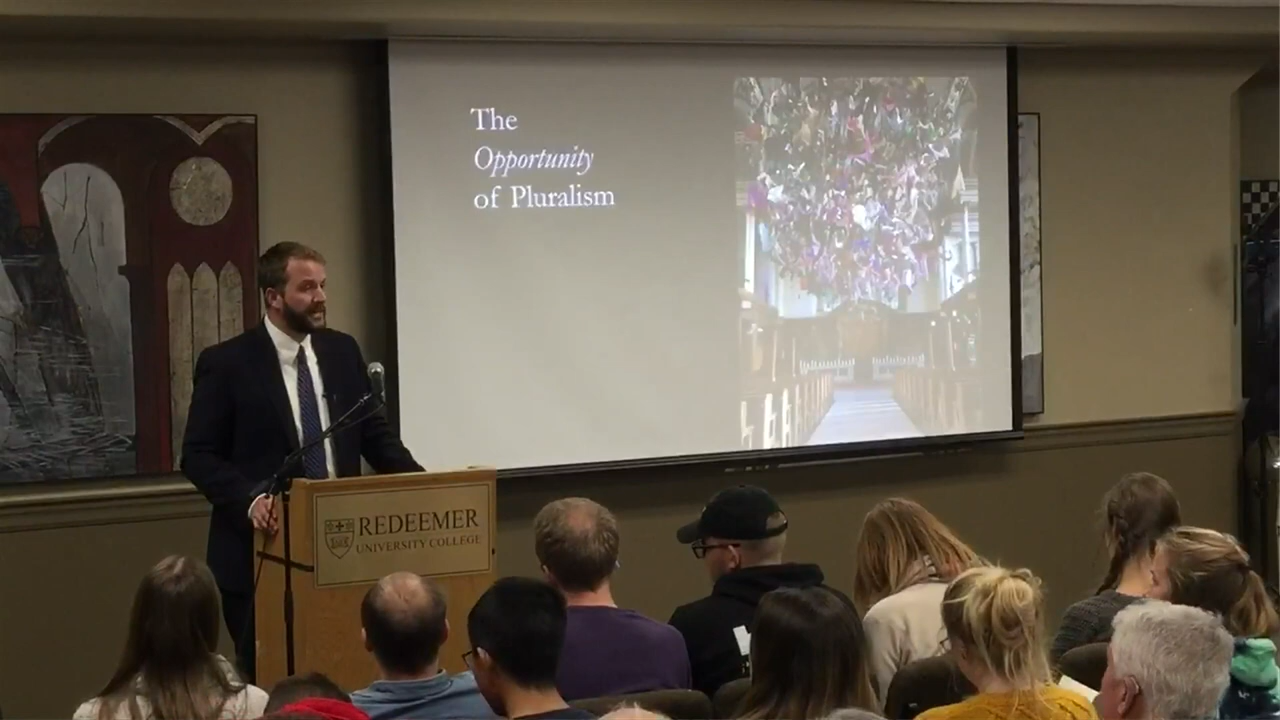 The
Opportunity
of Pluralism
REDEEMER
UNIVERSITY COLLEGE